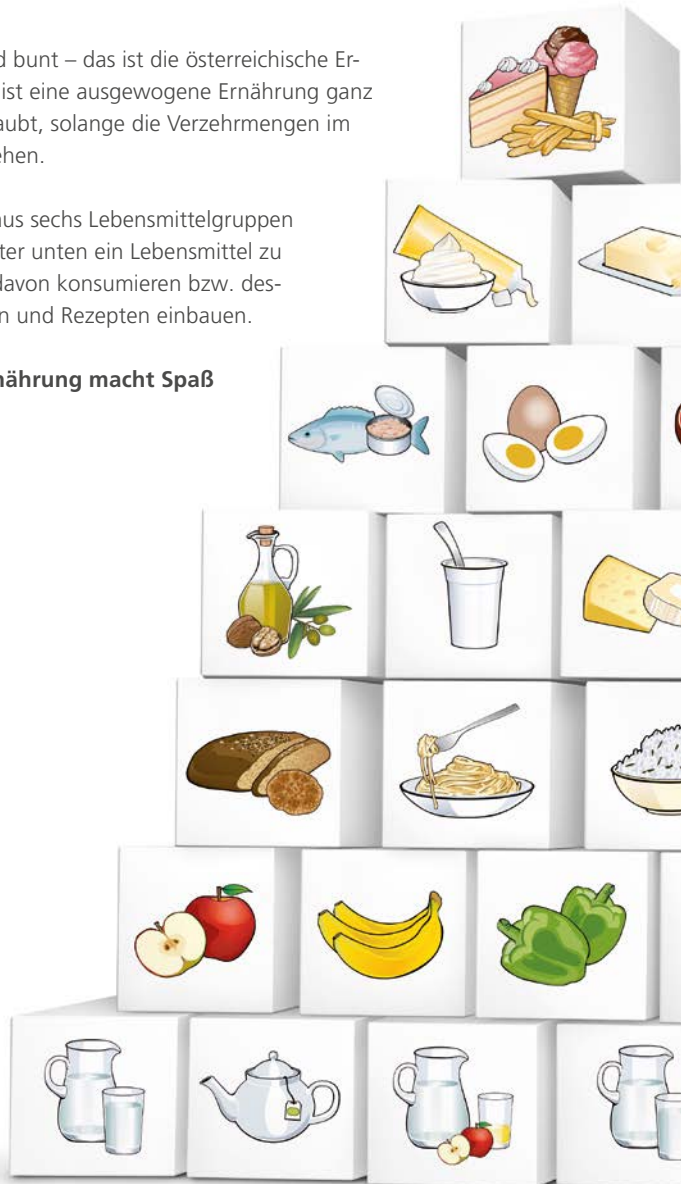 d bunt – das ist die österreichische Er-
ist eine ausgewogene Ernährung ganz
aubt, solange die Verzehrmengen im
ehen.
aus sechs Lebensmittelgruppen
ter unten ein Lebensmittel zu
davon konsumieren bzw. des-
n und Rezepten einbauen.
nährung macht Spaß